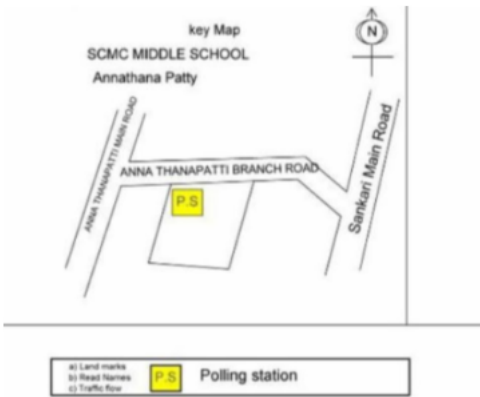 key Map
N
SCMC MIDDLE SCHOOL
Annathana Patty
ANNA THANAPATTI MAIN ROAD
ANNA THANAPATTI BRANCH ROAD
Sankari Main Road
P.S
a) Land marks
b) Read Names
c) Traffic flow
P.S
Polling station